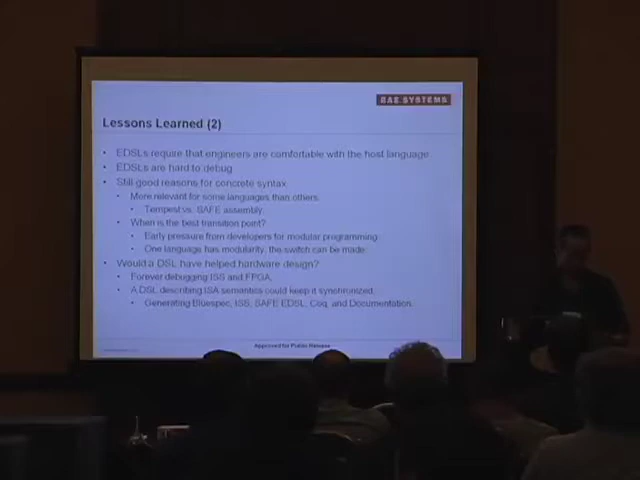 BAE SYSTEMS
Lessons Learned (2)
• EDSLs require that engineers are comfortable with the host language
• EDSLs are hard to debug
• Still good reasons for concrete syntax
• More relevant for some languages than others.
• Tempest vs. SAFE assembly.
• When is the best transition point?
• Early pressure from developers for modular programming
• One language has modularity, the switch can be made.
• Would a DSL have helped hardware design?
• Forever debugging ISS and FPGA.
• A DSL describing ISA semantics could keep it synchronized.
• Generating Bluespec, ISS, SAFE EDSL, Coq, and Documentation.
Approved for Public Release